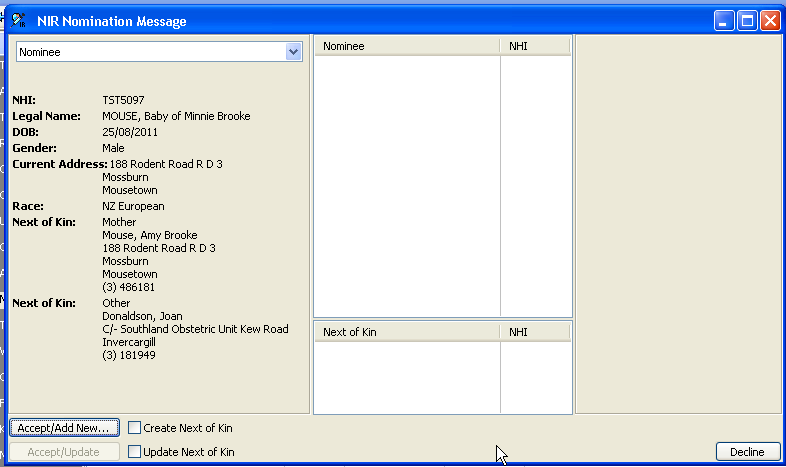 NIR Nomination Message
Nominee
NHI: TST5097
Legal Name: MOUSE, Baby of Minnie Brooke
DOB: 25/08/2011
Gender: Male
Current Address: 188 Rodent Road R D 3
Mossburn
Mousetown
Race: NZ European
Next of Kin: Mother
Mouse, Amy Brooke
188 Rodent Road R D 3
Mossburn
Mousetown
(3) 486181
Next of Kin: Other
Donaldson, Joan
C/- Southland Obstetric Unit Kew Road
Invercargill
(3) 181949
Nominee NHI
Next of Kin NHI
Accept/Add New... Create Next of Kin
Accept/Update Update Next of Kin
Decline